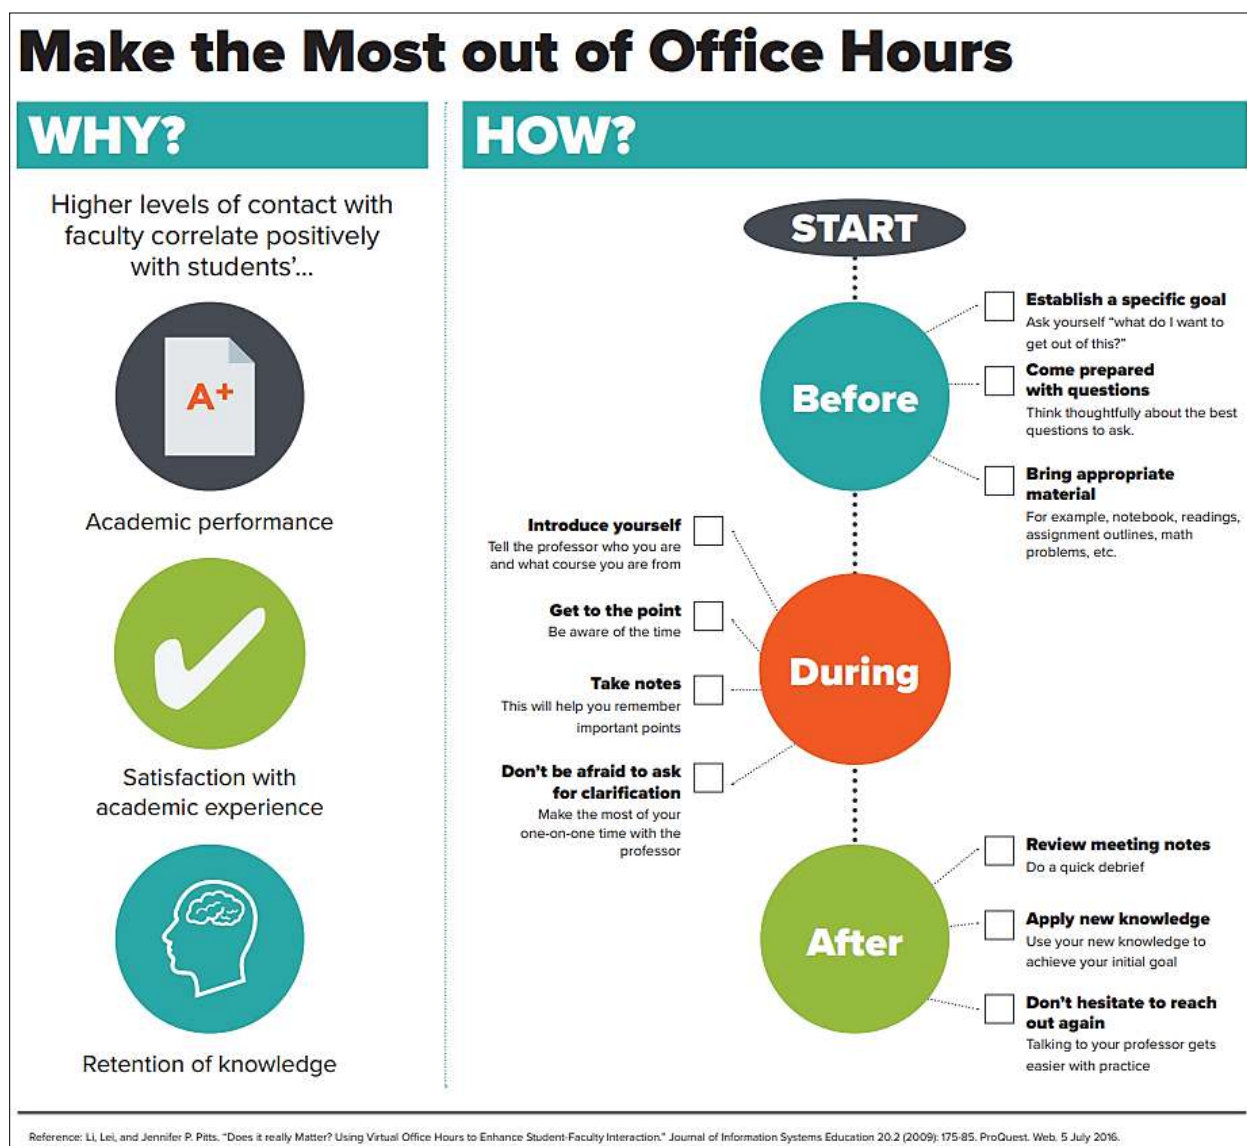 Make the Most out of Office Hours
WHY?
Higher levels of contact with
faculty correlate positively
with students’...
A+
Academic performance
Satisfaction with
academic experience
Retention of knowledge
HOW?
START
Before
Establish a specific goal
Ask yourself “what do I want to
get out of this?”
Come prepared
with questions
Think thoughtfully about the best
questions to ask.
Bring appropriate
material
For example, notebook, readings,
assignment outlines, math
problems, etc.
During
Introduce yourself
Tell the professor who you are
and what course you are from
Get to the point
Be aware of the time
Take notes
This will help you remember
important points
Don’t be afraid to ask
for clarification
Make the most of your
one-on-one time with the
professor
After
Review meeting notes
Do a quick debrief
Apply new knowledge
Use your new knowledge to
achieve your initial goal
Don’t hesitate to reach
out again
Talking to your professor gets
easier with practice
Reference: Li, Lei, and Jennifer P. Pitts. “Does it really Matter? Using Virtual Office Hours to Enhance Student-Faculty Interaction.” Journal of Information Systems Education 20.2 (2009): 175-85. ProQuest. Web. 5 July 2016.